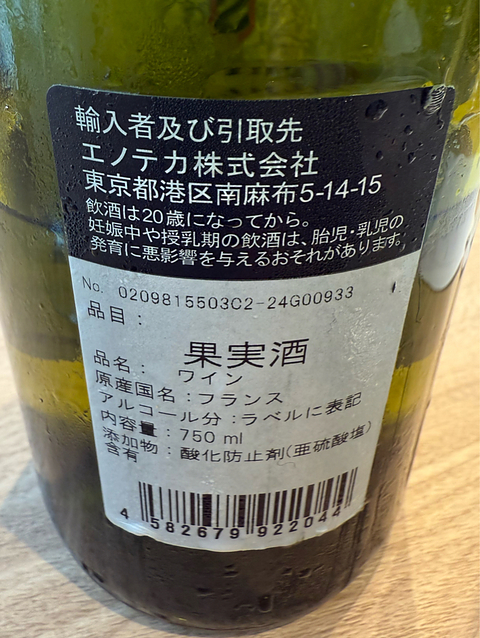 輸入者及び引取先
エノテカ株式会社
東京都港区南麻布5-14-15
飲酒は20歳になってから。
妊娠中や授乳期の飲酒は、胎児・乳児の
発育に悪影響を与えるおそれがあります。
No. 0209815503C2-24G00933
品目:
果実酒
品名: ワイン
原産国名:フランス
アルコール分:ラベルに表記
内容量:750 ml
添加物:酸化防止剤(亜硫酸塩)
含有
4 582679 922044